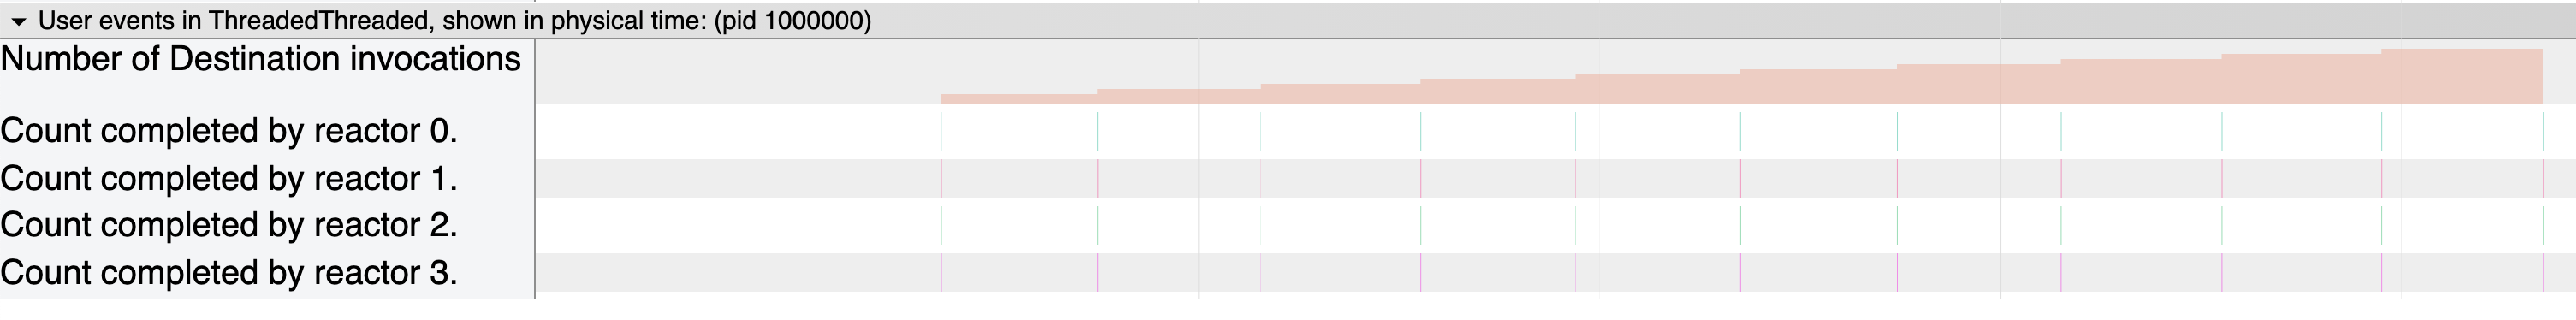 User events in ThreadedThreaded, shown in physical time: (pid 1000000)
Number of Destination invocations
Count completed by reactor 0.
Count completed by reactor 1.
Count completed by reactor 2.
Count completed by reactor 3.